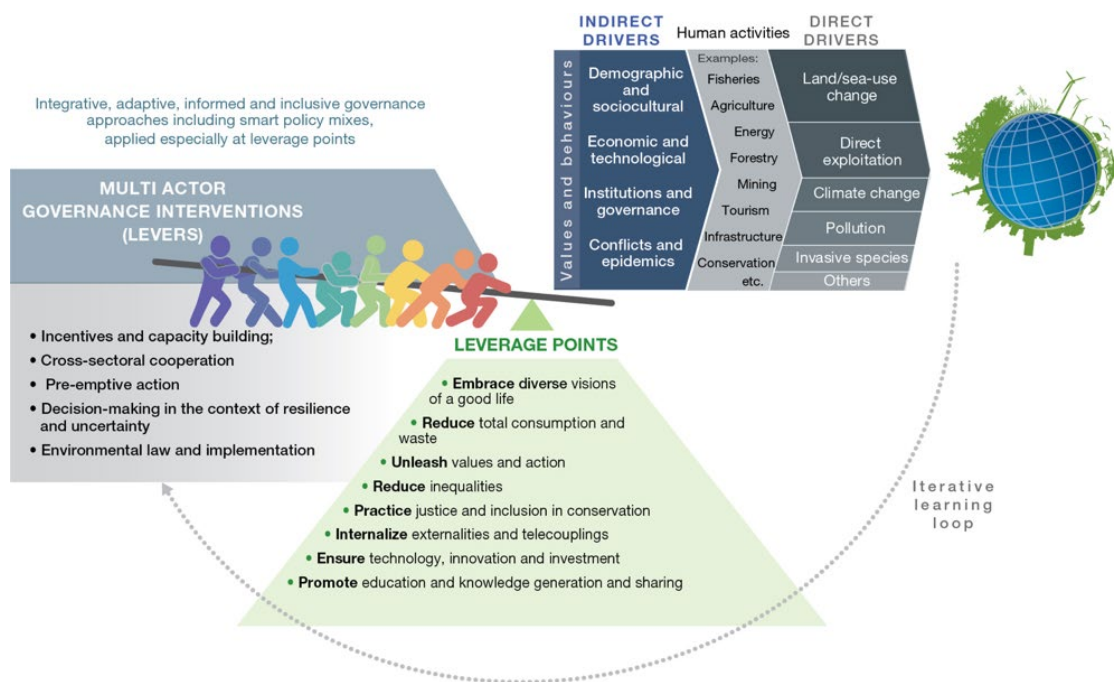 Integrative, adaptive, informed and inclusive governance
approaches including smart policy mixes,
applied especially at leverage points
MULTI ACTOR
GOVERNANCE INTERVENTIONS
(LEVERS)
• Incentives and capacity building;
• Cross-sectoral cooperation
• Pre-emptive action
• Decision-making in the context of resilience
and uncertainty
• Environmental law and implementation
LEVERAGE POINTS
• Embrace diverse visions
of a good life
• Reduce total consumption and
waste
• Unleash values and action
• Reduce inequalities
• Practice justice and inclusion in conservation
• Internalize externalities and telecouplings
• Ensure technology, innovation and investment
• Promote education and knowledge generation and sharing
INDIRECT
DRIVERS
Values and behaviours
Demographic
and
sociocultural
Economic and
technological
Institutions and
governance
Conflicts and
epidemics
Human activities
Examples:
Fisheries
Agriculture
Energy
Forestry
Mining
Tourism
Infrastructure
Conservation
etc.
DIRECT
DRIVERS
Land/sea-use
change
Direct
exploitation
Climate change
Pollution
Invasive species
Others
Iterative
learning
loop